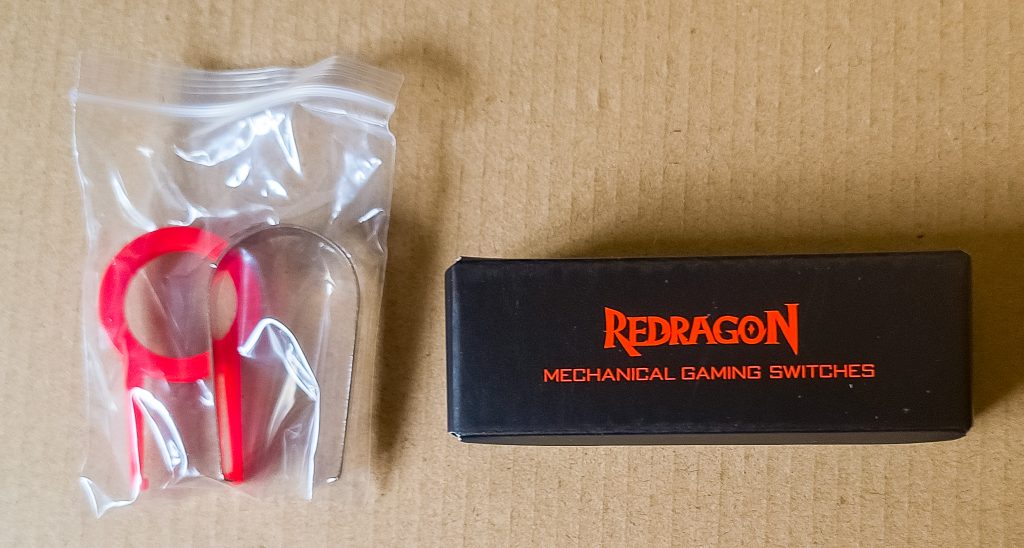 REDRAGON
MECHANICAL GAMING SWITCHES